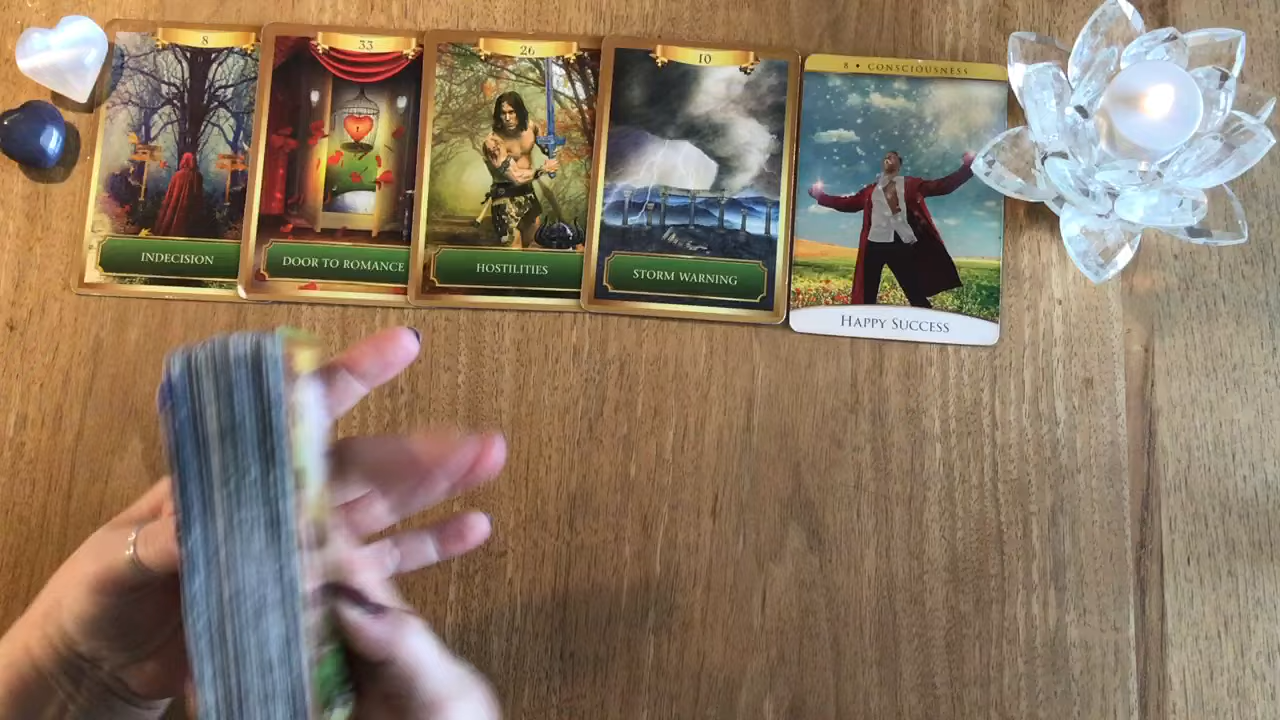 8
INDECISION
33
DOOR TO ROMANCE
26
HOSTILITIES
10
STORM WARNING
8 • CONSCIOUSNESS
HAPPY SUCCESS